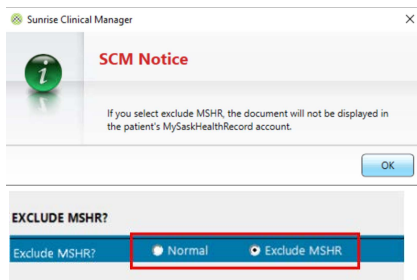 Sunrise Clinical Manager
SCM Notice
If you select exclude MSHR, the document will not be displayed in
the patient's MySaskHealthRecord account.
OK
EXCLUDE MSHR?
Exclude MSHR? Normal Exclude MSHR